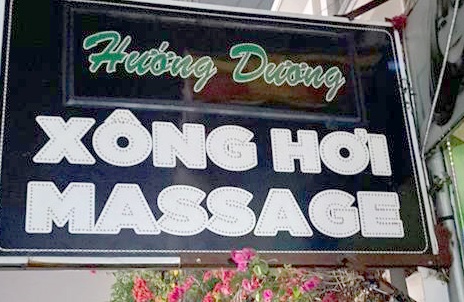 Hướng Dương
XÔNG HƠI
MASSAGE